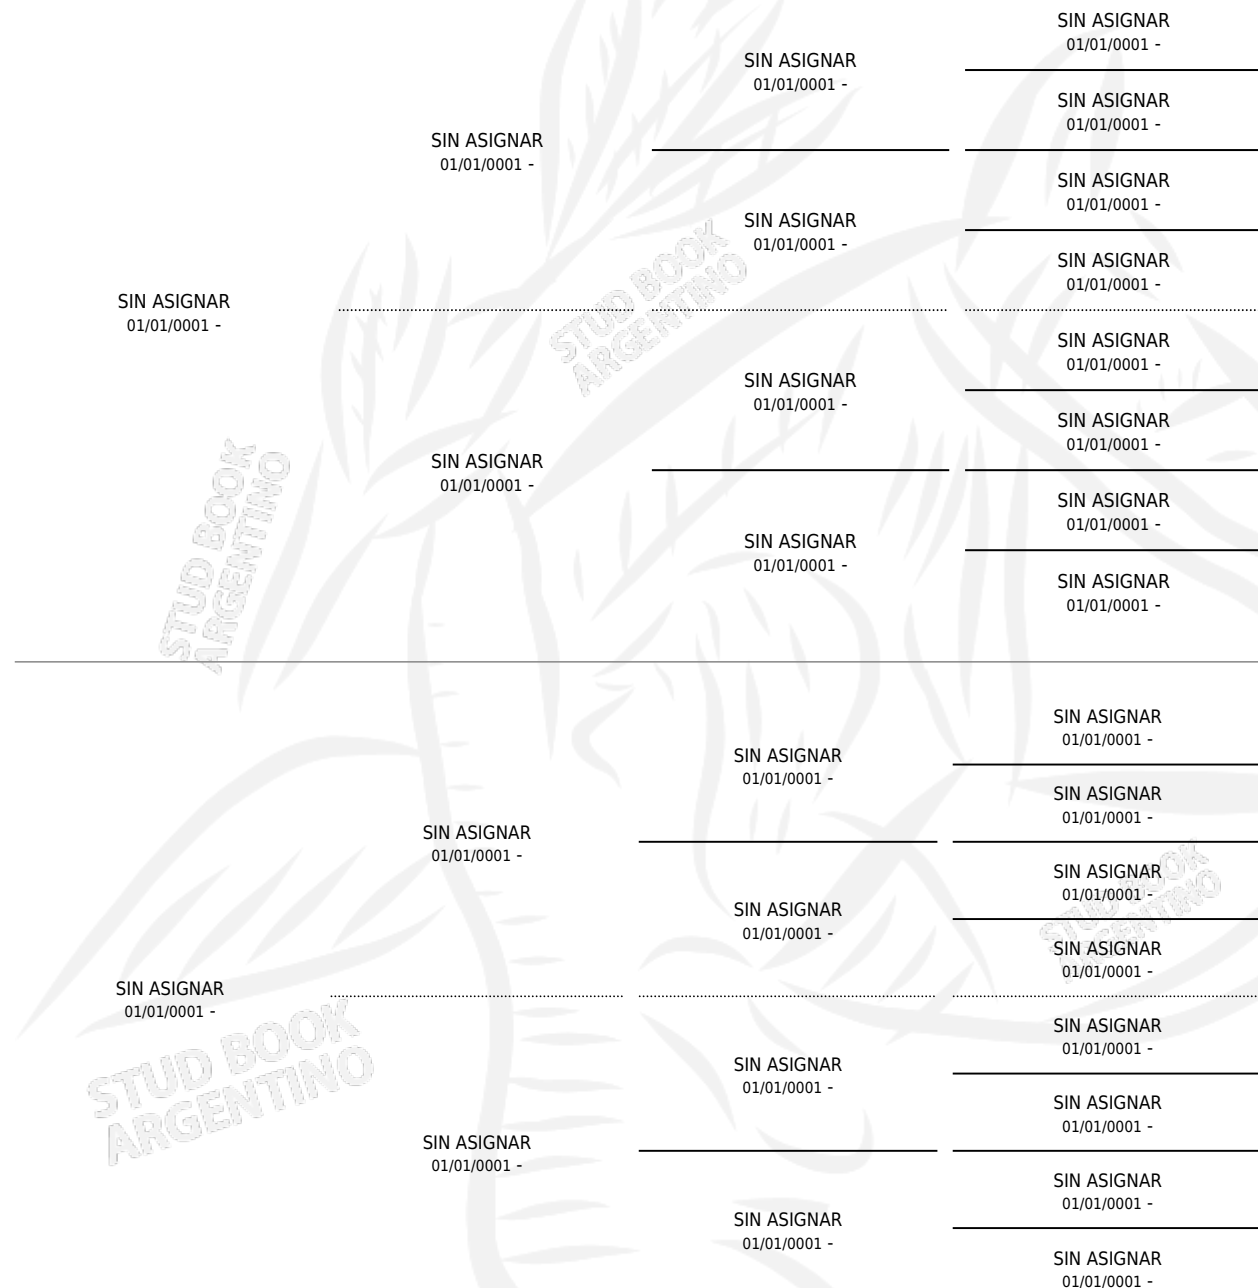 SIN ASIGNAR
01/01/0001 -
SIN ASIGNAR
01/01/0001 -
SIN ASIGNAR
01/01/0001 -
SIN ASIGNAR
01/01/0001 -
SIN ASIGNAR
01/01/0001 -
SIN ASIGNAR
01/01/0001 -
SIN ASIGNAR
01/01/0001 -
STUD BOOK
ARGENTINO
SIN ASIGNAR
01/01/0001 -
SIN ASIGNAR
01/01/0001 -
SIN ASIGNAR
01/01/0001 -
SIN ASIGNAR
01/01/0001 -
SIN ASIGNAR
01/01/0001 -
SIN ASIGNAR
01/01/0001 -
SIN ASIGNAR
01/01/0001 -
STUD BOOK
ARGENTINO
SIN ASIGNAR
01/01/0001 -
SIN ASIGNAR
01/01/0001 -
SIN ASIGNAR
01/01/0001 -
SIN ASIGNAR
01/01/0001 -
SIN ASIGNAR
01/01/0001 -
SIN ASIGNAR
01/01/0001 -
STUD BOOK
ARGENTINO
SIN ASIGNAR
01/01/0001 -
SIN ASIGNAR
01/01/0001 -
SIN ASIGNAR
01/01/0001 -
SIN ASIGNAR
01/01/0001 -
SIN ASIGNAR
01/01/0001 -
STUD BOOK
ARGENTINO
SIN ASIGNAR
01/01/0001 -
SIN ASIGNAR
01/01/0001 -
SIN ASIGNAR
01/01/0001 -
SIN ASIGNAR
01/01/0001 -
SIN ASIGNAR
01/01/0001 -